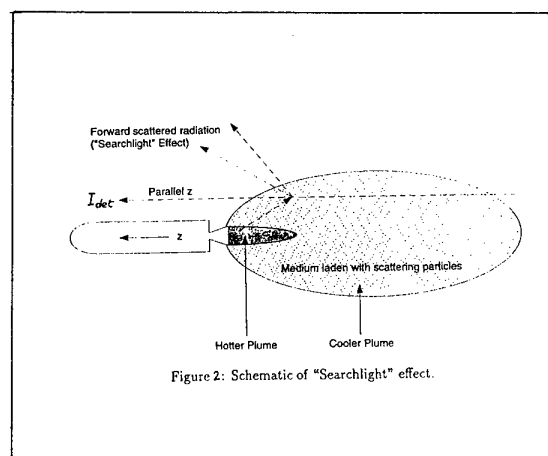 Forward scattered radiation
("Searchlight" Effect)
I_det
Parallel z
z
Medium laden with scattering particles
Hotter Plume
Cooler Plume
Figure 2: Schematic of "Searchlight" effect.